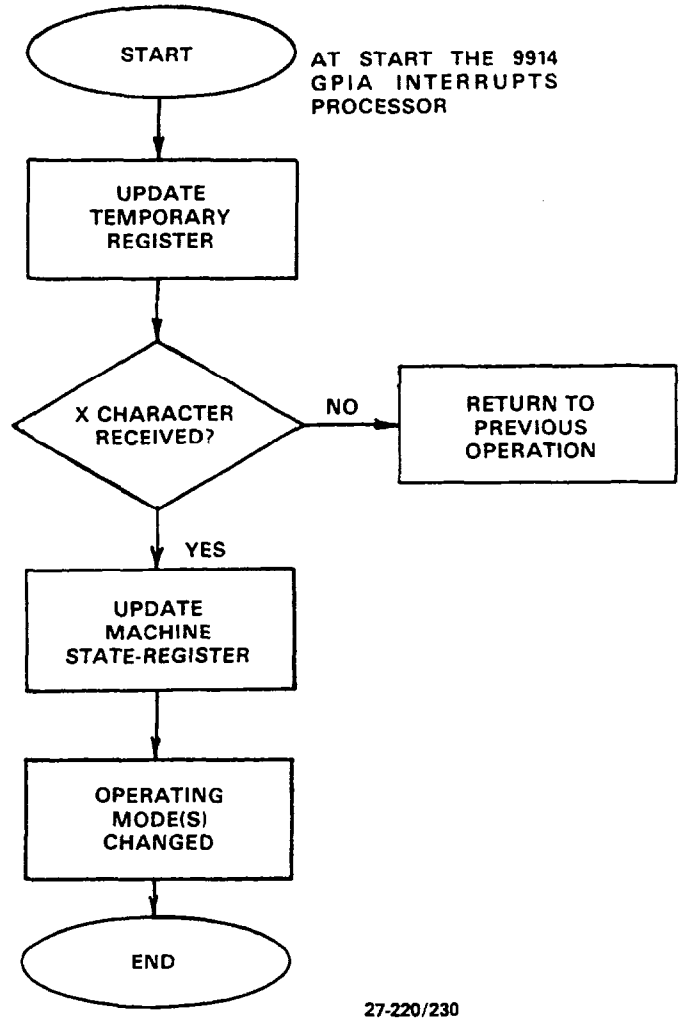 START
AT START THE 9914
GPIA INTERRUPTS
PROCESSOR
UPDATE
TEMPORARY
REGISTER
X CHARACTER
RECEIVED?
NO
RETURN TO
PREVIOUS
OPERATION
YES
UPDATE
MACHINE
STATE-REGISTER
OPERATING
MODE(S)
CHANGED
END
27-220/230